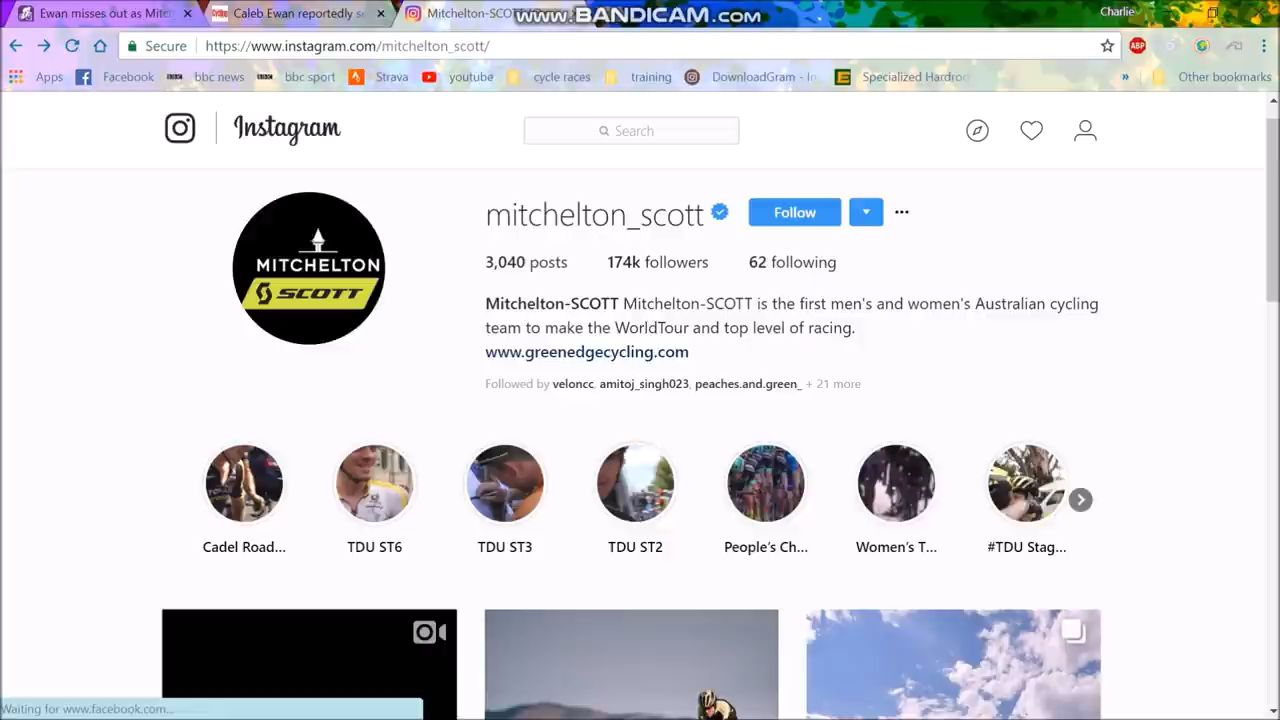 Ewan misses out as Mitch
Caleb Ewan reportedly s
Mitchelton-SCOTT
www.BANDICAM.com
Charlie
Secure
https://www.instagram.com/mitchelton_scott/
ABP
Apps
Facebook
bbc news
bbc sport
Strava
youtube
cycle races
training
DownloadGram - In
Specialized Hardroc
»
Other bookmarks
Instagram
Search
mitchelton_scott
Follow
3,040 posts
174k followers
62 following
MITCHELTON
SCOTT
Mitchelton-SCOTT Mitchelton-SCOTT is the first men's and women's Australian cycling
team to make the WorldTour and top level of racing.
www.greenedgecycling.com
Followed by veloncc, amitoj_singh023, peaches.and.green_ + 21 more
Cadel Road...
TDU ST6
TDU ST3
TDU ST2
People's Ch...
Women's T...
#TDU Stag...
Waiting for www.facebook.com...